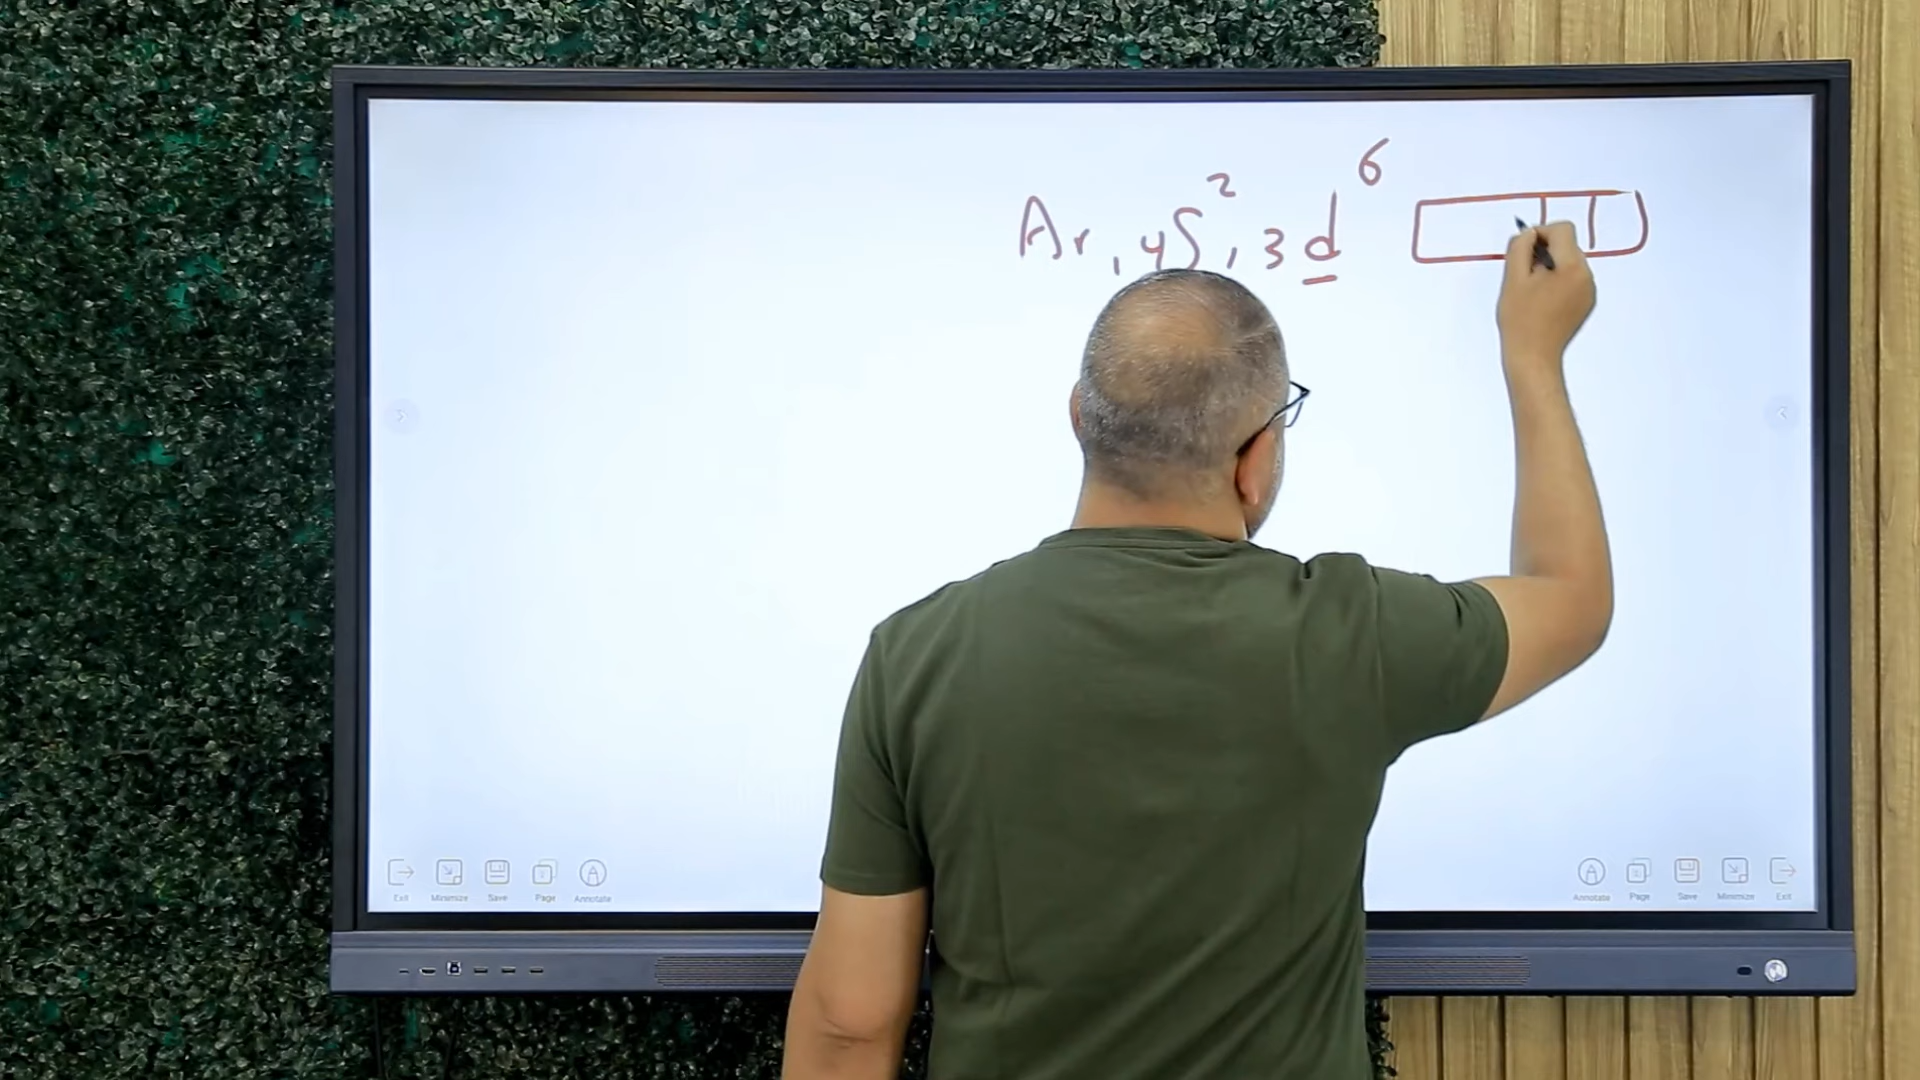 Ar, 4S², 3d⁶
Exit Minimize Save Page Annotate
Annotate Page Save Minimize Exit